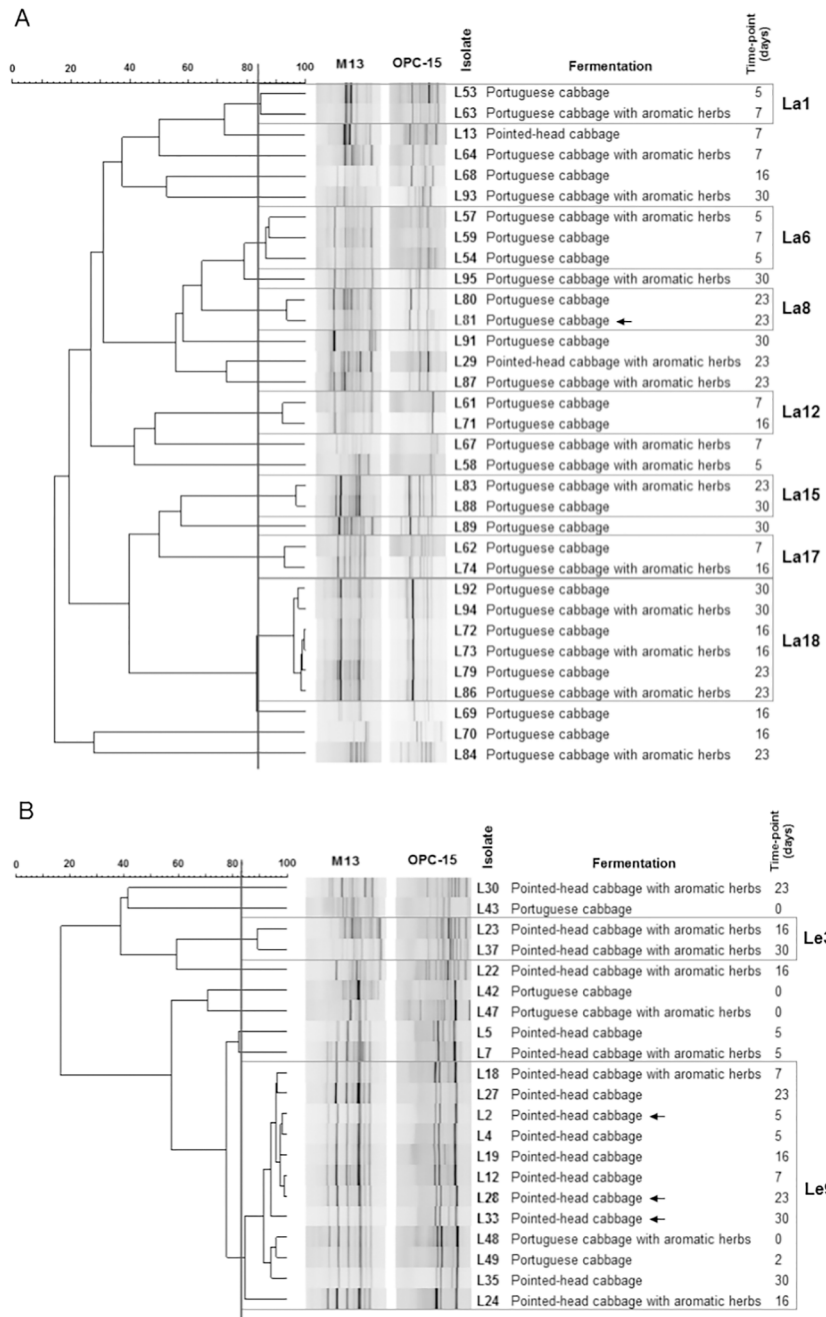 A
M13 OPC-15 Isolate Fermentation Time-point (days)
0 20 40 60 80 100
L53 Portuguese cabbage 5
L63 Portuguese cabbage with aromatic herbs 7
La1
L13 Pointed-head cabbage 7
L64 Portuguese cabbage with aromatic herbs 7
L68 Portuguese cabbage 16
L93 Portuguese cabbage with aromatic herbs 30
L57 Portuguese cabbage with aromatic herbs 5
L59 Portuguese cabbage 7
La6
L54 Portuguese cabbage 5
L95 Portuguese cabbage with aromatic herbs 30
L80 Portuguese cabbage 23
La8
L81 Portuguese cabbage 23
L91 Portuguese cabbage 30
L29 Pointed-head cabbage with aromatic herbs 23
L87 Portuguese cabbage with aromatic herbs 23
L61 Portuguese cabbage 7
La12
L71 Portuguese cabbage 16
L67 Portuguese cabbage with aromatic herbs 7
L58 Portuguese cabbage with aromatic herbs 5
L83 Portuguese cabbage with aromatic herbs 23
La15
L88 Portuguese cabbage 30
L89 Portuguese cabbage 30
L62 Portuguese cabbage 7
La17
L74 Portuguese cabbage with aromatic herbs 16
L92 Portuguese cabbage 30
L94 Portuguese cabbage with aromatic herbs 30
L72 Portuguese cabbage 16
La18
L73 Portuguese cabbage with aromatic herbs 16
L79 Portuguese cabbage 23
L86 Portuguese cabbage with aromatic herbs 23
L69 Portuguese cabbage 16
L70 Portuguese cabbage 16
L84 Portuguese cabbage with aromatic herbs 23
B
M13 OPC-15 Isolate Fermentation Time-point (days)
0 20 40 60 80 100
L30 Pointed-head cabbage with aromatic herbs 23
L43 Portuguese cabbage 0
L23 Pointed-head cabbage with aromatic herbs 16
Le3
L37 Pointed-head cabbage with aromatic herbs 30
L22 Pointed-head cabbage with aromatic herbs 16
L42 Portuguese cabbage 0
L47 Portuguese cabbage with aromatic herbs 0
L5 Pointed-head cabbage 5
L7 Pointed-head cabbage with aromatic herbs 5
L18 Pointed-head cabbage with aromatic herbs 7
L27 Pointed-head cabbage 23
L2 Pointed-head cabbage 5
L4 Pointed-head cabbage 5
L19 Pointed-head cabbage 16
L12 Pointed-head cabbage 7
Le9
L28 Pointed-head cabbage 23
L33 Pointed-head cabbage 30
L48 Portuguese cabbage with aromatic herbs 0
L49 Portuguese cabbage 2
L35 Pointed-head cabbage 30
L24 Pointed-head cabbage with aromatic herbs 16